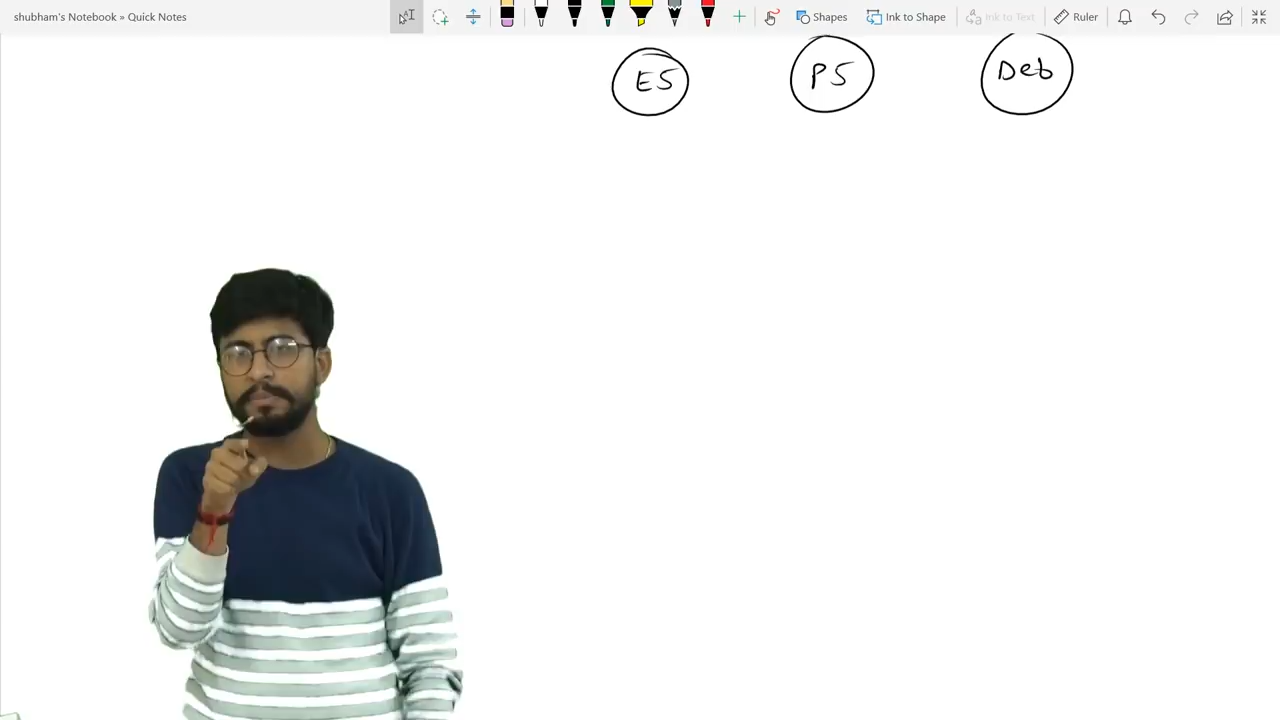 shubham's Notebook » Quick Notes
Shapes
Ink to Shape
Ink to Text
Ruler
ES
PS
Deb